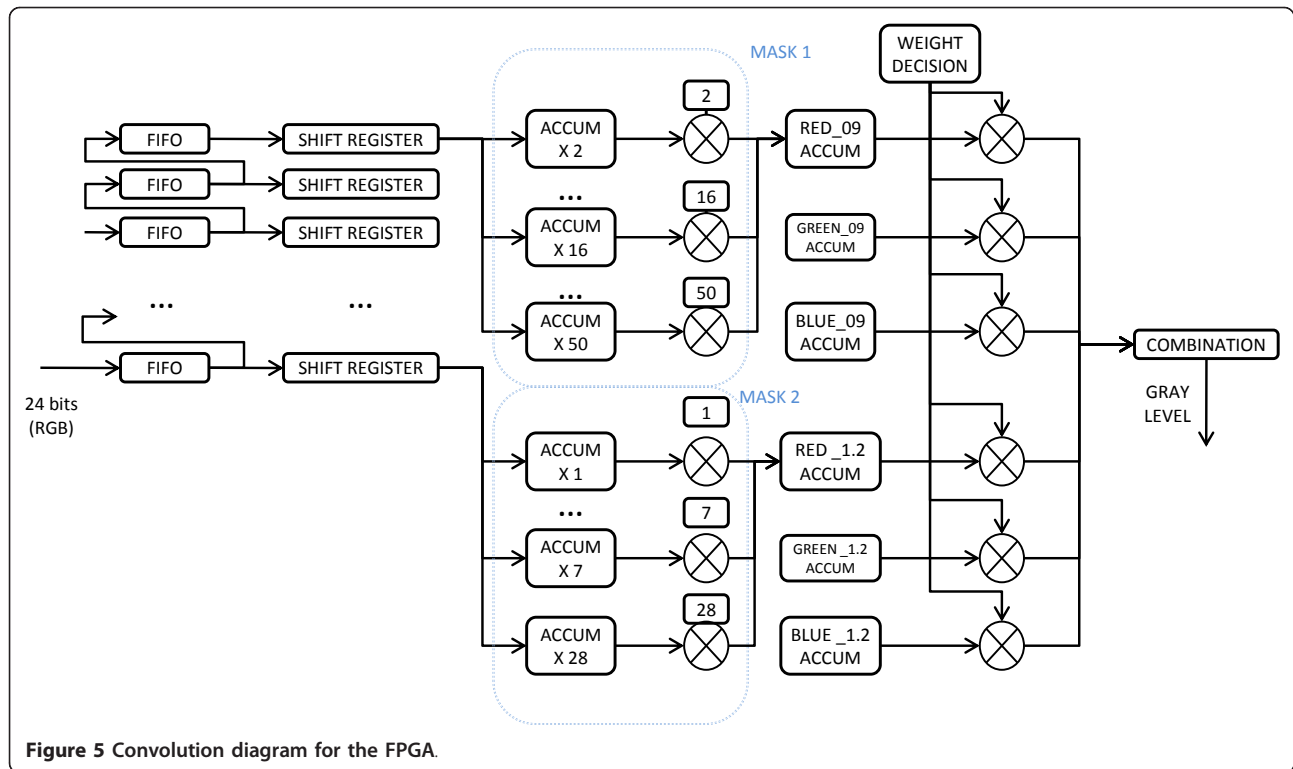 MASK 1
WEIGHT
DECISION
2
FIFO
SHIFT REGISTER
ACCUM
X 2
RED_09
ACCUM
FIFO
SHIFT REGISTER
...
16
FIFO
SHIFT REGISTER
ACCUM
X 16
GREEN_09
ACCUM
...
50
...
...
ACCUM
X 50
BLUE_09
ACCUM
FIFO
SHIFT REGISTER
COMBINATION
24 bits
(RGB)
GRAY
LEVEL
MASK 2
1
ACCUM
X 1
RED _1.2
ACCUM
...
7
ACCUM
X 7
GREEN _1.2
ACCUM
28
ACCUM
X 28
BLUE _1.2
ACCUM
Figure 5 Convolution diagram for the FPGA.